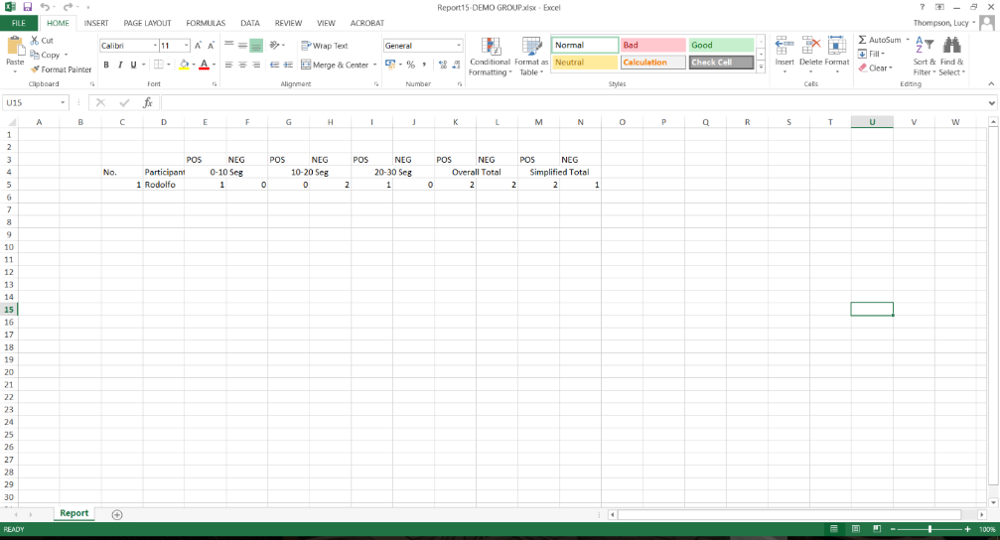 Report15-DEMO GROUP.xlsx - Excel
FILE HOME INSERT PAGE LAYOUT FORMULAS DATA REVIEW VIEW ACROBAT Thompson, Lucy
Cut
Copy
Format Painter
Paste
Calibri 11
B I U
Wrap Text
Merge & Center
General
$ % ,
Conditional Formatting
Format as Table
Normal Bad Good
Neutral Calculation Check Cell
Insert Delete Format
AutoSum
Fill
Clear
Sort & Filter
Find & Select
Clipboard Font Alignment Number Styles Cells Editing
U15 fx
A B C D E F G H I J K L M N O P Q R S T U V W
1
2
3 POS NEG POS NEG POS NEG POS NEG POS NEG
4 No. Participant 0-10 Seg 10-20 Seg 20-30 Seg Overall Total Simplified Total
5 1 Rodolfo 1 0 0 2 1 0 2 2 2 1
6
7
8
9
10
11
12
13
14
15
16
17
18
19
20
21
22
23
24
25
26
27
28
29
30
Report
READY 100%